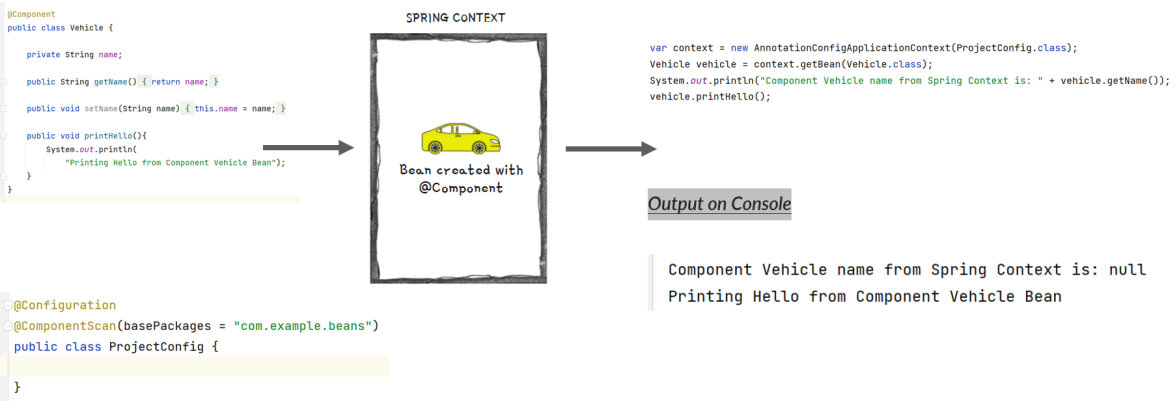 @Component
public class Vehicle {
private String name;
public String getName() { return name; }
public void setName(String name) { this.name = name; }
public void printHello(){
System.out.println(
"Printing Hello from Component Vehicle Bean");
}
}
SPRING CONTEXT
Bean created with
@Component
var context = new AnnotationConfigApplicationContext(ProjectConfig.class);
Vehicle vehicle = context.getBean(Vehicle.class);
System.out.println("Component Vehicle name from Spring Context is: " + vehicle.getName());
vehicle.printHello();
Output on Console
Component Vehicle name from Spring Context is: null
Printing Hello from Component Vehicle Bean
@Configuration
@ComponentScan(basePackages = "com.example.beans")
public class ProjectConfig {
}